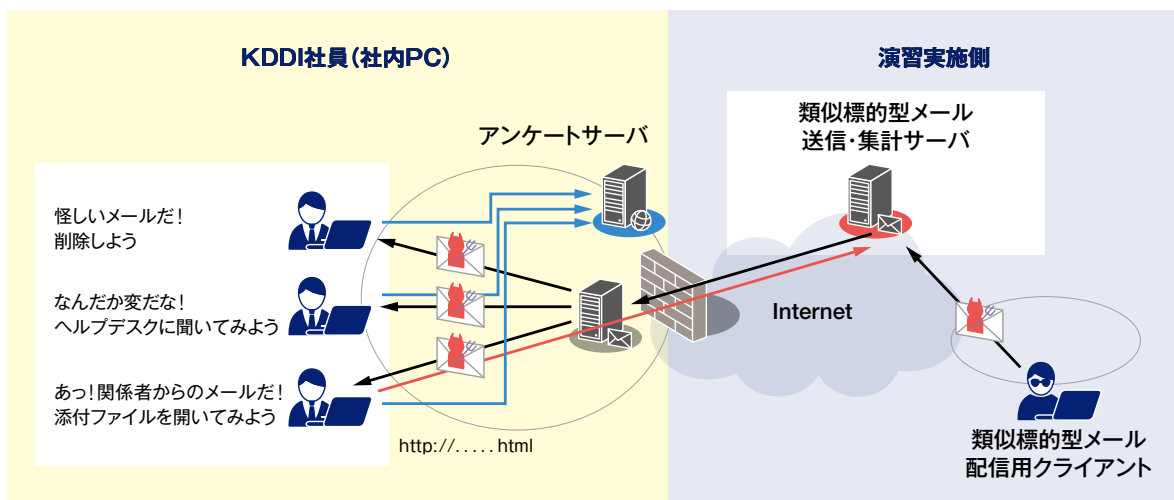 KDDI社員(社内PC)
演習実施側
アンケートサーバ
類似標的型メール
送信・集計サーバ
怪しいメールだ!
削除しよう
なんだか変だな!
ヘルプデスクに聞いてみよう
あっ!関係者からのメールだ!
添付ファイルを開いてみよう
Internet
http://.....html
類似標的型メール
配信用クライアント